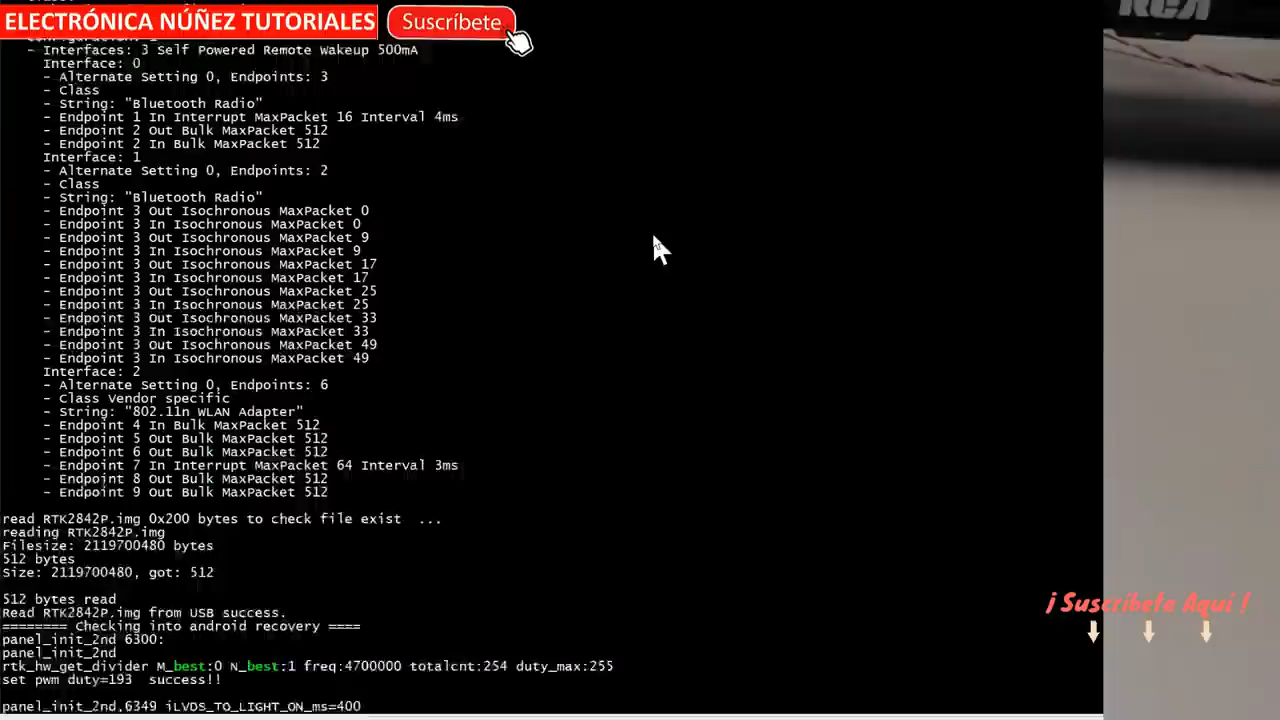 ELECTRÓNICA NÚÑEZ TUTORIALES
Suscríbete
RCA
- Interfaces: 3 Self Powered Remote Wakeup 500mA
Interface: 0
- Alternate Setting 0, Endpoints: 3
- Class
- String: "Bluetooth Radio"
- Endpoint 1 In Interrupt MaxPacket 16 Interval 4ms
- Endpoint 2 Out Bulk MaxPacket 512
- Endpoint 2 In Bulk MaxPacket 512
Interface: 1
- Alternate Setting 0, Endpoints: 2
- Class
- String: "Bluetooth Radio"
- Endpoint 3 Out Isochronous MaxPacket 0
- Endpoint 3 In Isochronous MaxPacket 0
- Endpoint 3 Out Isochronous MaxPacket 9
- Endpoint 3 In Isochronous MaxPacket 9
- Endpoint 3 Out Isochronous MaxPacket 17
- Endpoint 3 In Isochronous MaxPacket 17
- Endpoint 3 Out Isochronous MaxPacket 25
- Endpoint 3 In Isochronous MaxPacket 25
- Endpoint 3 Out Isochronous MaxPacket 33
- Endpoint 3 In Isochronous MaxPacket 33
- Endpoint 3 Out Isochronous MaxPacket 49
- Endpoint 3 In Isochronous MaxPacket 49
Interface: 2
- Alternate Setting 0, Endpoints: 6
- Class Vendor specific
- String: "802.11n WLAN Adapter"
- Endpoint 4 In Bulk MaxPacket 512
- Endpoint 5 Out Bulk MaxPacket 512
- Endpoint 6 Out Bulk MaxPacket 512
- Endpoint 7 In Interrupt MaxPacket 64 Interval 3ms
- Endpoint 8 Out Bulk MaxPacket 512
- Endpoint 9 Out Bulk MaxPacket 512
read RTK2842P.img 0x200 bytes to check file exist ...
reading RTK2842P.img
Filesize: 2119700480 bytes
512 bytes
Size: 2119700480, got: 512
512 bytes read
Read RTK2842P.img from USB success.
======== Checking into android recovery ====
panel_init_2nd 6300:
panel_init_2nd
rtk_hw_get_divider M_best:0 N_best:1 freq:4700000 totalcnt:254 duty_max:255
set pwm duty=193 success!!
panel_init_2nd,6349 iLVDS_TO_LIGHT_ON_ms=400
¡ Suscríbete Aquí !